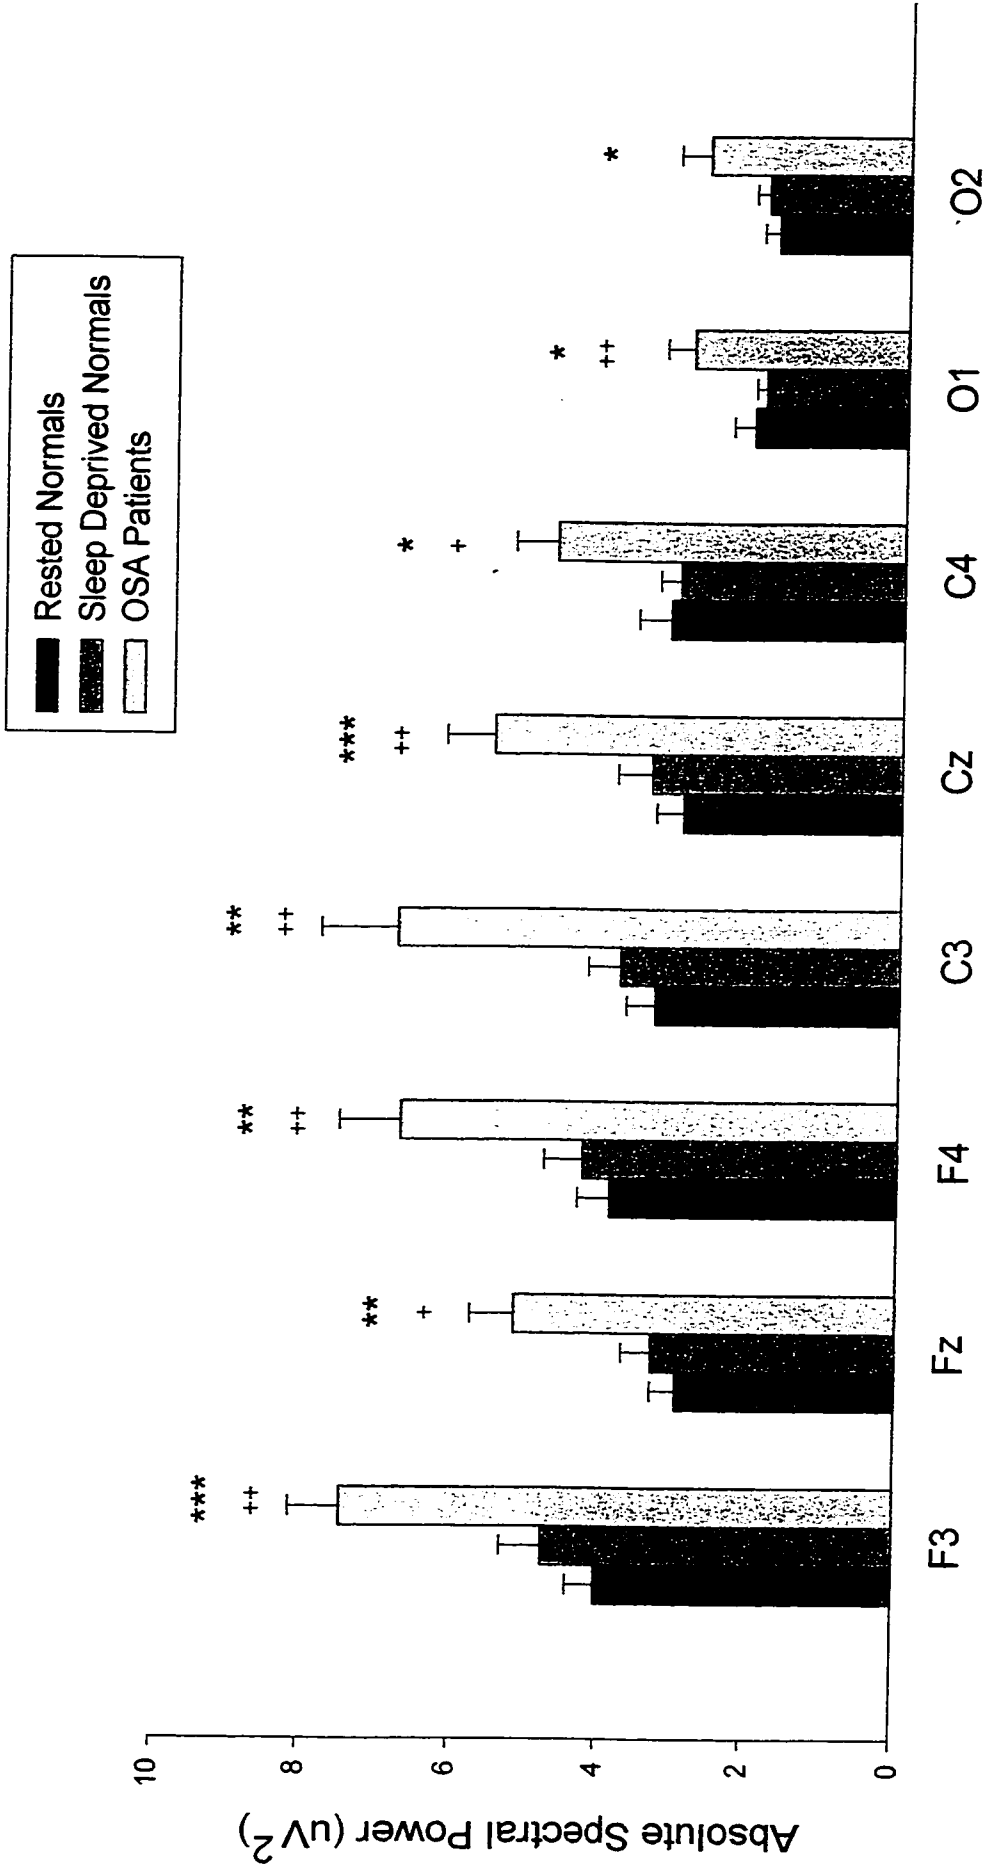 Rested Normals
Sleep Deprived Normals
OSA Patients
Absolute Spectral Power (uV²)
10
8
6
4
2
0
***
++
**
+
**
++
**
++
***
++
*
+
*
++
*
F3
Fz
F4
C3
Cz
C4
O1
O2